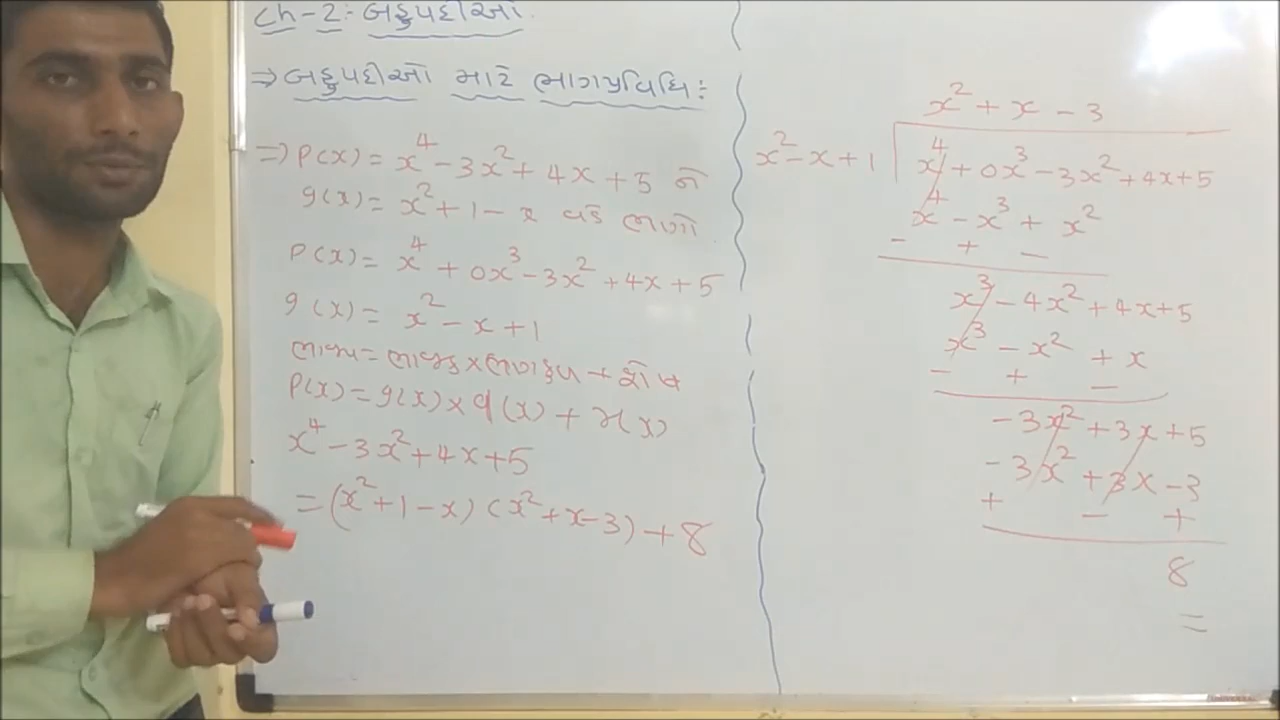 Ch-2: બહુપદીઓ.
⇒ બહુપદીઓ માટે ભાગપ્રવિધિ:
⇒) P(x) = x⁴ - 3x² + 4x + 5 ને
g(x) = x² + 1 - x વડે ભાગો
P(x) = x⁴ + 0x³ - 3x² + 4x + 5
g(x) = x² - x + 1
ભાજ્ય = ભાજક × ભાગફળ + શેષ
P(x) = g(x) × q(x) + r(x)
x⁴ - 3x² + 4x + 5
= (x² + 1 - x) (x² + x - 3) + 8
x² + x - 3
x² - x + 1 x⁴ + 0x³ - 3x² + 4x + 5
x⁴ - x³ + x²
- + -
x³ - 4x² + 4x + 5
x³ - x² + x
- + -
-3x² + 3x + 5
-3x² + 3x - 3
+ - +
8
=